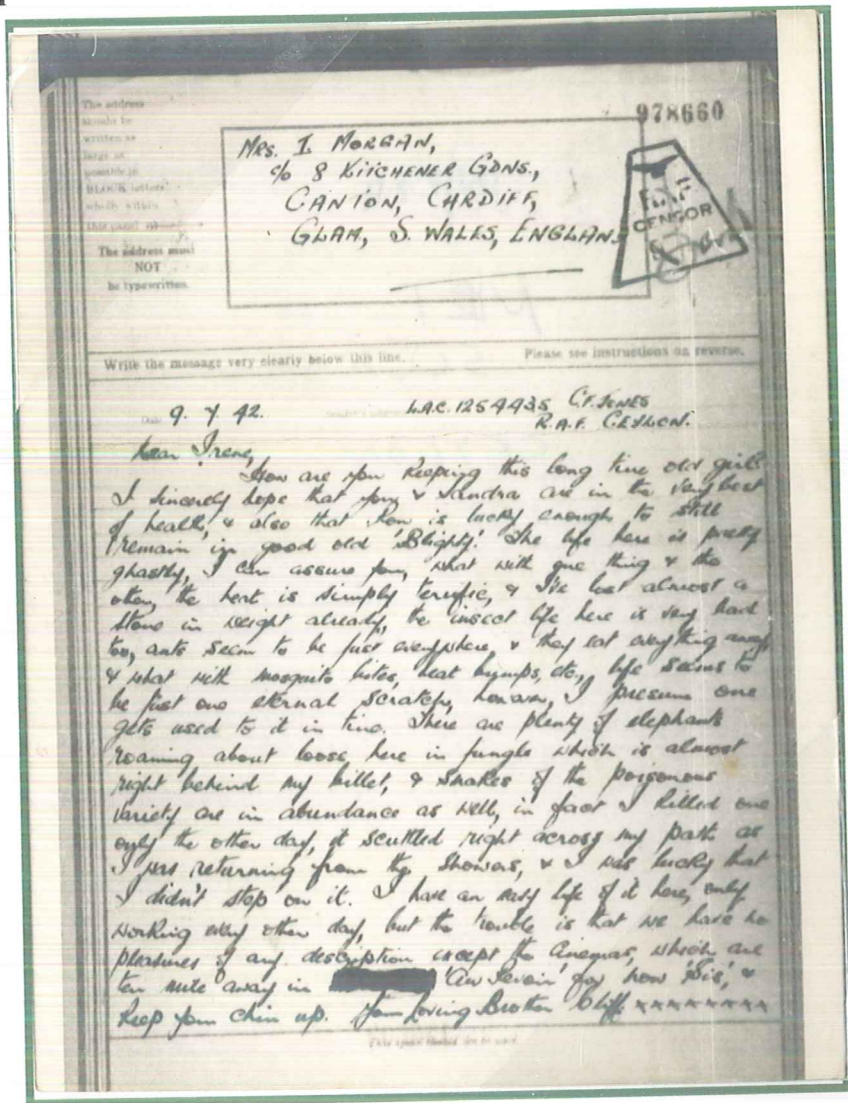 The address
should be
written as
large as
possible in
BLOCK letters
wholly within
this panel
The address must
NOT
be typewritten.
978660
MRS. I. MORGAN,
c/o 8 KITCHENER GDNS.,
CANTON, CARDIFF,
GLAM, S. WALES, ENGLAND
R.A.F
CENSOR
Write the message very clearly below this line.
Please see instructions on reverse.
Date 9. 7. 42.
L.A.C. 1254435 C.F. JONES
R.A.F. CEYLON.
Dear Irene,
How are you keeping this long time old girl?
I sincerely hope that you & Sandra are in the very best
of health, & also that Ron is lucky enough to still
remain in good old 'Blighty'. The life here is pretty
ghastly, I can assure you, what with one thing & the
other, the heat is simply terrific, & I've lost almost a
stone in weight already, the insect life here is very hard
too, ants seem to be just everywhere, & they eat everything away,
& what with mosquito bites, heat bumps, etc, life seems to
be just one eternal scratch, however, I presume one
gets used to it in time. There are plenty of elephants
roaming about loose here in jungle which is almost
right behind my billet, & snakes of the poisonous
variety are in abundance as well, in fact I killed one
only the other day, it scuttled right across my path as
I was returning from the showers, & I was lucky that
I didn't step on it. I have an easy life of it here, only
working every other day, but the trouble is that we have no
pleasures of any description except the cinemas, which are
ten mile away in 'Au Revoir' for now 'Sis', &
keep your chin up. Your Loving Brother Cliff. xxxxxxxxx